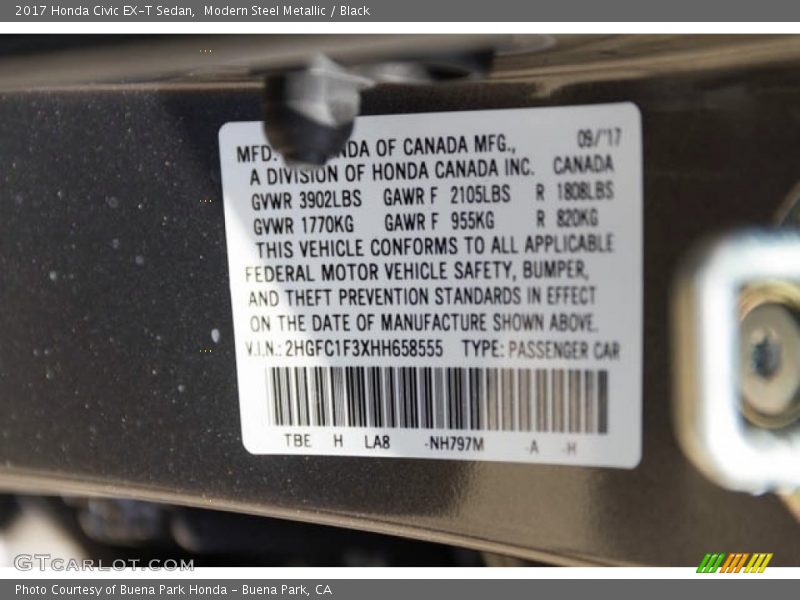 2017 Honda Civic EX-T Sedan,  Modern Steel Metallic / Black
MFD. NDA OF CANADA MFG., 09/'17
A DIVISION OF HONDA CANADA INC. CANADA
GVWR 3902LBS GAWR F 2105LBS R 1808LBS
GVWR 1770KG GAWR F 955KG R 820KG
THIS VEHICLE CONFORMS TO ALL APPLICABLE
FEDERAL MOTOR VEHICLE SAFETY, BUMPER,
AND THEFT PREVENTION STANDARDS IN EFFECT
ON THE DATE OF MANUFACTURE SHOWN ABOVE.
V.I.N.: 2HGFC1F3XHH658555 TYPE: PASSENGER CAR
TBE H LA8 -NH797M -A -H
GTCarLot.com
Photo Courtesy of Buena Park Honda - Buena Park, CA